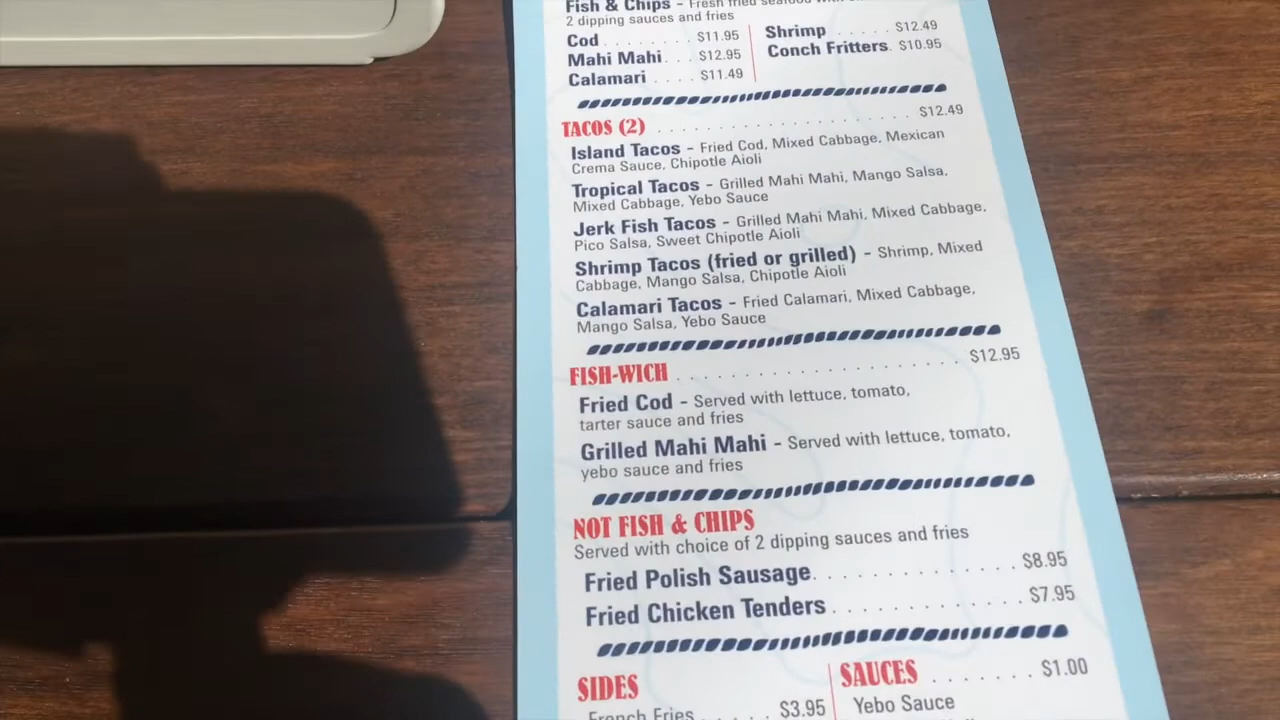 Fish & Chips - Fresh fried seafood
2 dipping sauces and fries
Cod . . . . . . . . $11.95
Mahi Mahi . . . $12.95
Calamari . . . . $11.49
Shrimp . . . . . . $12.49
Conch Fritters. $10.95
TACOS (2) . . . . . . . . . . . . . . . . . . . . . $12.49
Island Tacos - Fried Cod, Mixed Cabbage, Mexican
Crema Sauce, Chipotle Aioli
Tropical Tacos - Grilled Mahi Mahi, Mango Salsa,
Mixed Cabbage, Yebo Sauce
Jerk Fish Tacos - Grilled Mahi Mahi, Mixed Cabbage,
Pico Salsa, Sweet Chipotle Aioli
Shrimp Tacos (fried or grilled) - Shrimp, Mixed
Cabbage, Mango Salsa, Chipotle Aioli
Calamari Tacos - Fried Calamari, Mixed Cabbage,
Mango Salsa, Yebo Sauce
FISH-WICH . . . . . . . . . . . . . . . . . . . . . $12.95
Fried Cod - Served with lettuce, tomato,
tarter sauce and fries
Grilled Mahi Mahi - Served with lettuce, tomato,
yebo sauce and fries
NOT FISH & CHIPS
Served with choice of 2 dipping sauces and fries
Fried Polish Sausage. . . . . . . . . . . . . $8.95
Fried Chicken Tenders . . . . . . . . . . . . $7.95
SIDES
French Fries . . . . . $3.95
SAUCES . . . . . . . $1.00
Yebo Sauce